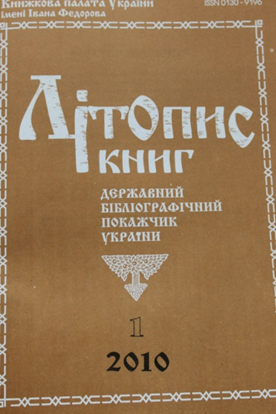 Книжкова палата України
імені Івана Федорова
ISSN 0130 - 9196
Літопис
книг
ДЕРЖАВНИЙ
БІБЛІОГРАФІЧНИЙ
ПОКАЖЧИК
УКРАЇНИ
1
2010